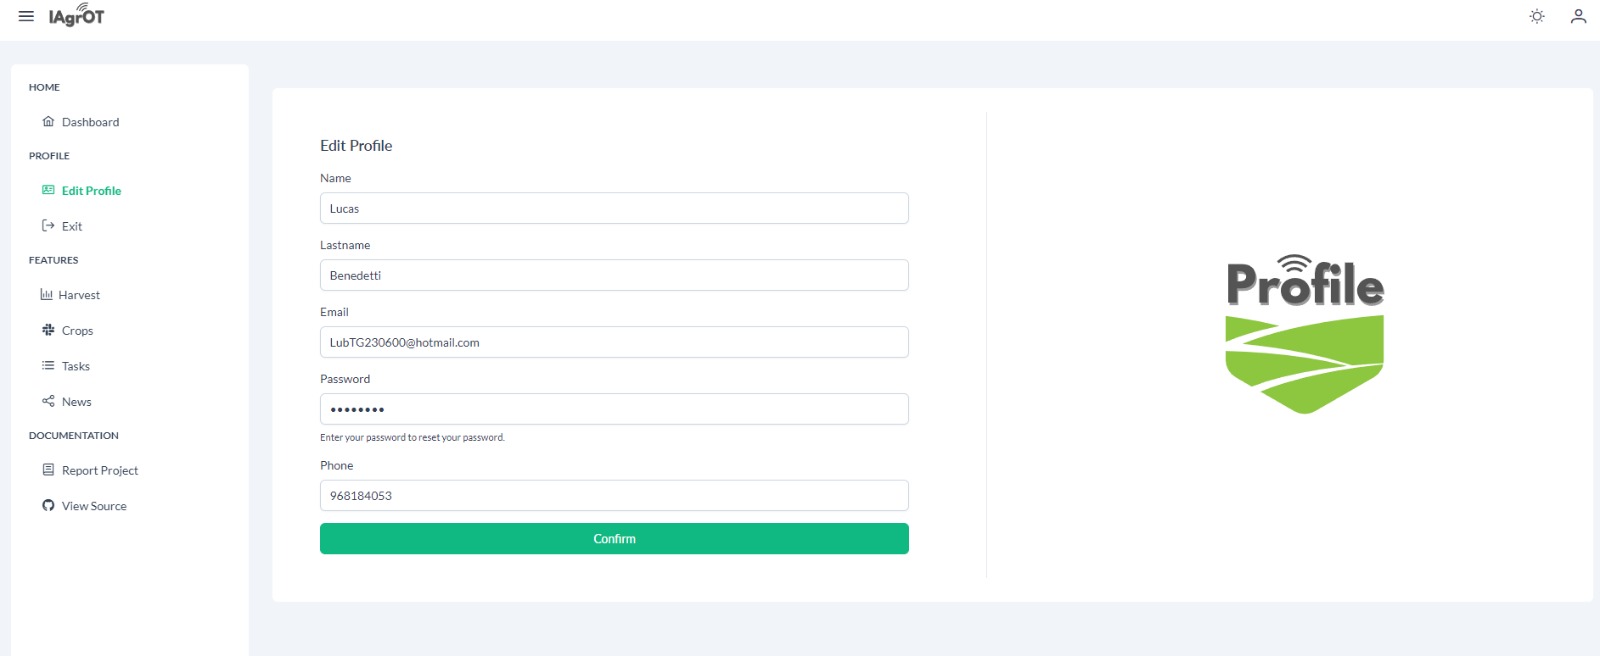 IAgrOT
HOME
Dashboard
PROFILE
Edit Profile
Exit
FEATURES
Harvest
Crops
Tasks
News
DOCUMENTATION
Report Project
View Source
Edit Profile
Name
Lucas
Lastname
Benedetti
Email
LubTG230600@hotmail.com
Password
••••••••
Enter your password to reset your password.
Phone
968184053
Confirm
Profile